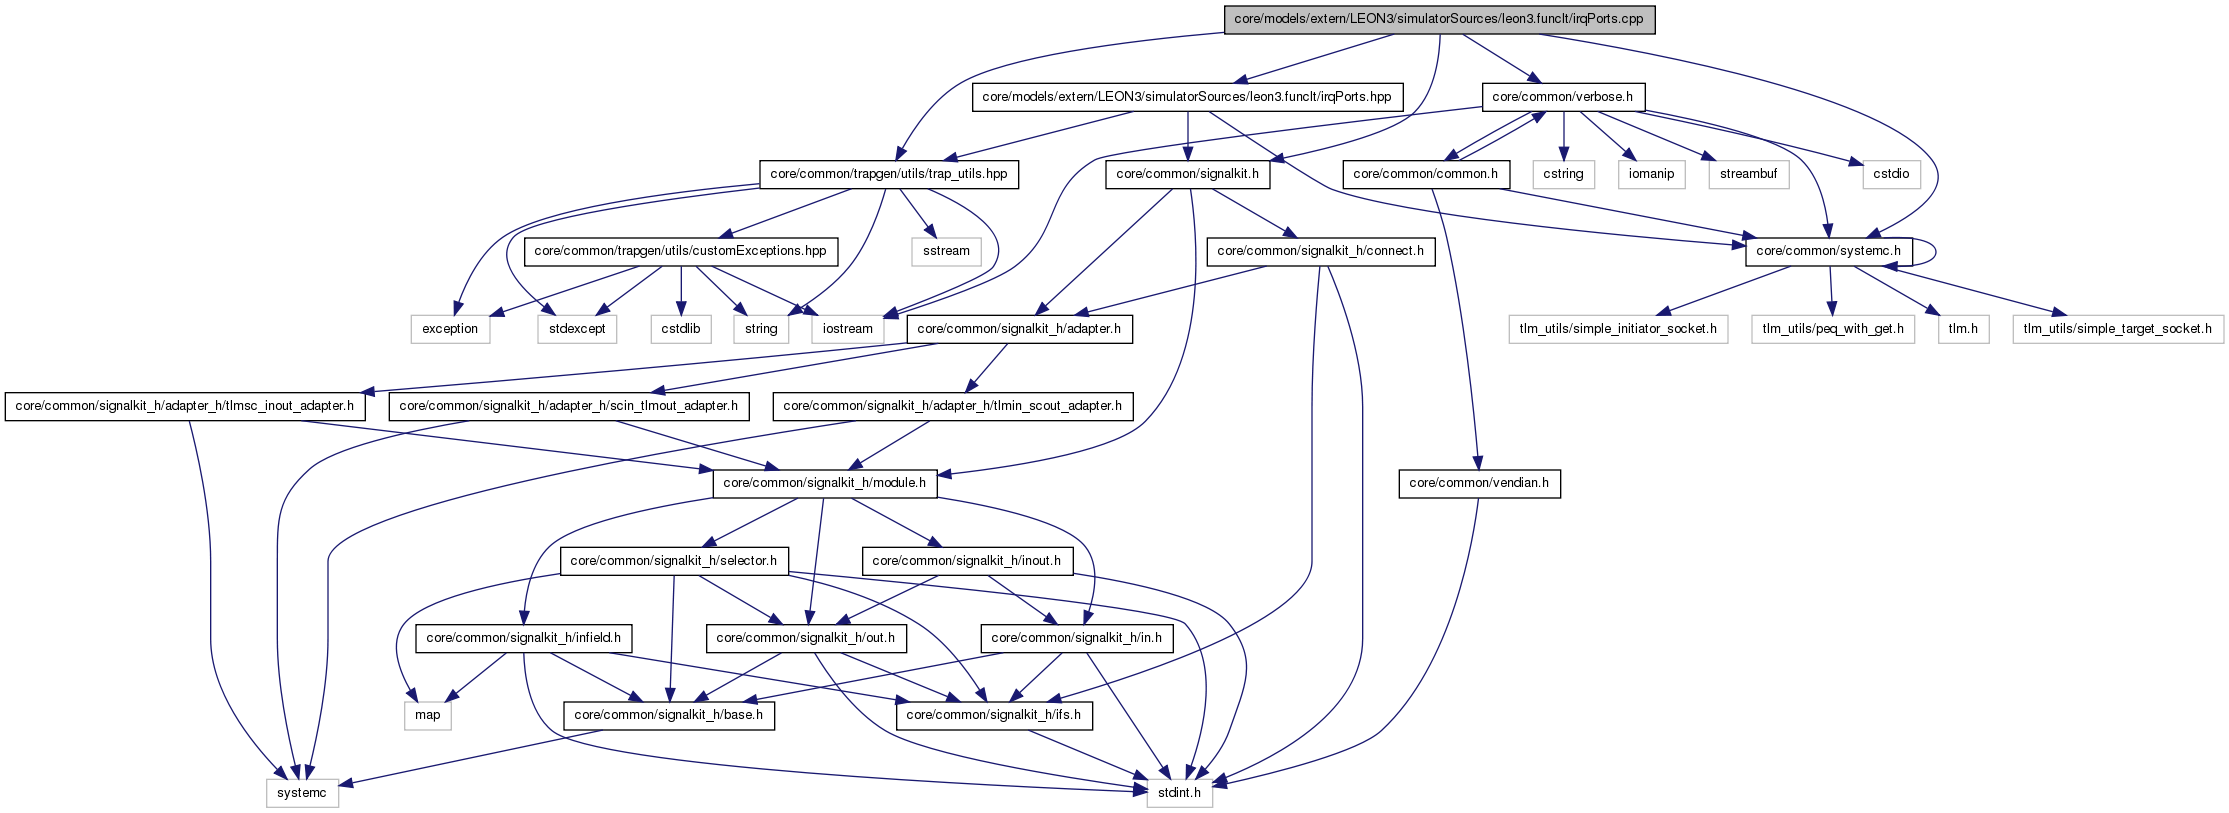 core/models/extern/LEON3/simulatorSources/leon3.funclt/irqPorts.cpp
core/models/extern/LEON3/simulatorSources/leon3.funclt/irqPorts.hpp
core/common/verbose.h
core/common/trapgen/utils/trap_utils.hpp
core/common/signalkit.h
core/common/common.h
cstring
iomanip
streambuf
cstdio
core/common/trapgen/utils/customExceptions.hpp
sstream
core/common/signalkit_h/connect.h
core/common/systemc.h
exception
stdexcept
cstdlib
string
iostream
core/common/signalkit_h/adapter.h
tlm_utils/simple_initiator_socket.h
tlm_utils/peq_with_get.h
tlm.h
tlm_utils/simple_target_socket.h
core/common/signalkit_h/adapter_h/tlmsc_inout_adapter.h
core/common/signalkit_h/adapter_h/scin_tlmout_adapter.h
core/common/signalkit_h/adapter_h/tlmin_scout_adapter.h
core/common/signalkit_h/module.h
core/common/vendian.h
core/common/signalkit_h/selector.h
core/common/signalkit_h/inout.h
core/common/signalkit_h/infield.h
core/common/signalkit_h/out.h
core/common/signalkit_h/in.h
map
core/common/signalkit_h/base.h
core/common/signalkit_h/ifs.h
systemc
stdint.h